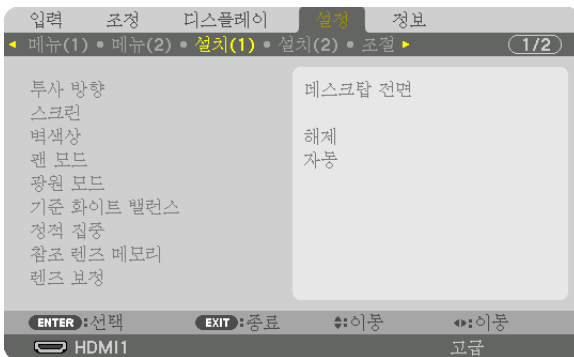 입력 조정 디스플레이 설정 정보
◂ 메뉴(1) • 메뉴(2) • 설치(1) • 설치(2) • 조절 ▸ 1/2
투사 방향 데스크탑 전면
스크린
벽색상 해제
팬 모드 자동
광원 모드
기준 화이트 밸런스
정적 집중
참조 렌즈 메모리
렌즈 보정
ENTER :선택 EXIT :종료 ♦:이동 ◂▸:이동
HDMI1 고급